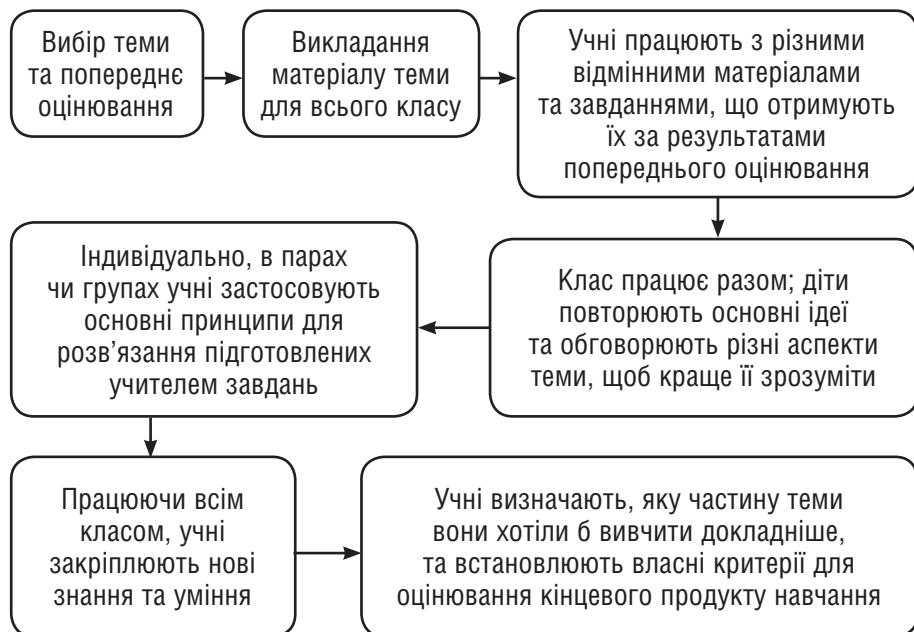 Вибір теми
та попереднє
оцінювання
Викладання
матеріалу теми
для всього класу
Учні працюють з різними
відмінними матеріалами
та завданнями, що отримують
їх за результатами
попереднього оцінювання
Клас працює разом; діти
повторюють основні ідеї
та обговорюють різні аспекти
теми, щоб краще її зрозуміти
Індивідуально, в парах
чи групах учні застосовують
основні принципи для
розв'язання підготовлених
учителем завдань
Працюючи всім
класом, учні
закріплюють нові
знання та уміння
Учні визначають, яку частину теми
вони хотіли б вивчити докладніше,
та встановлюють власні критерії для
оцінювання кінцевого продукту навчання